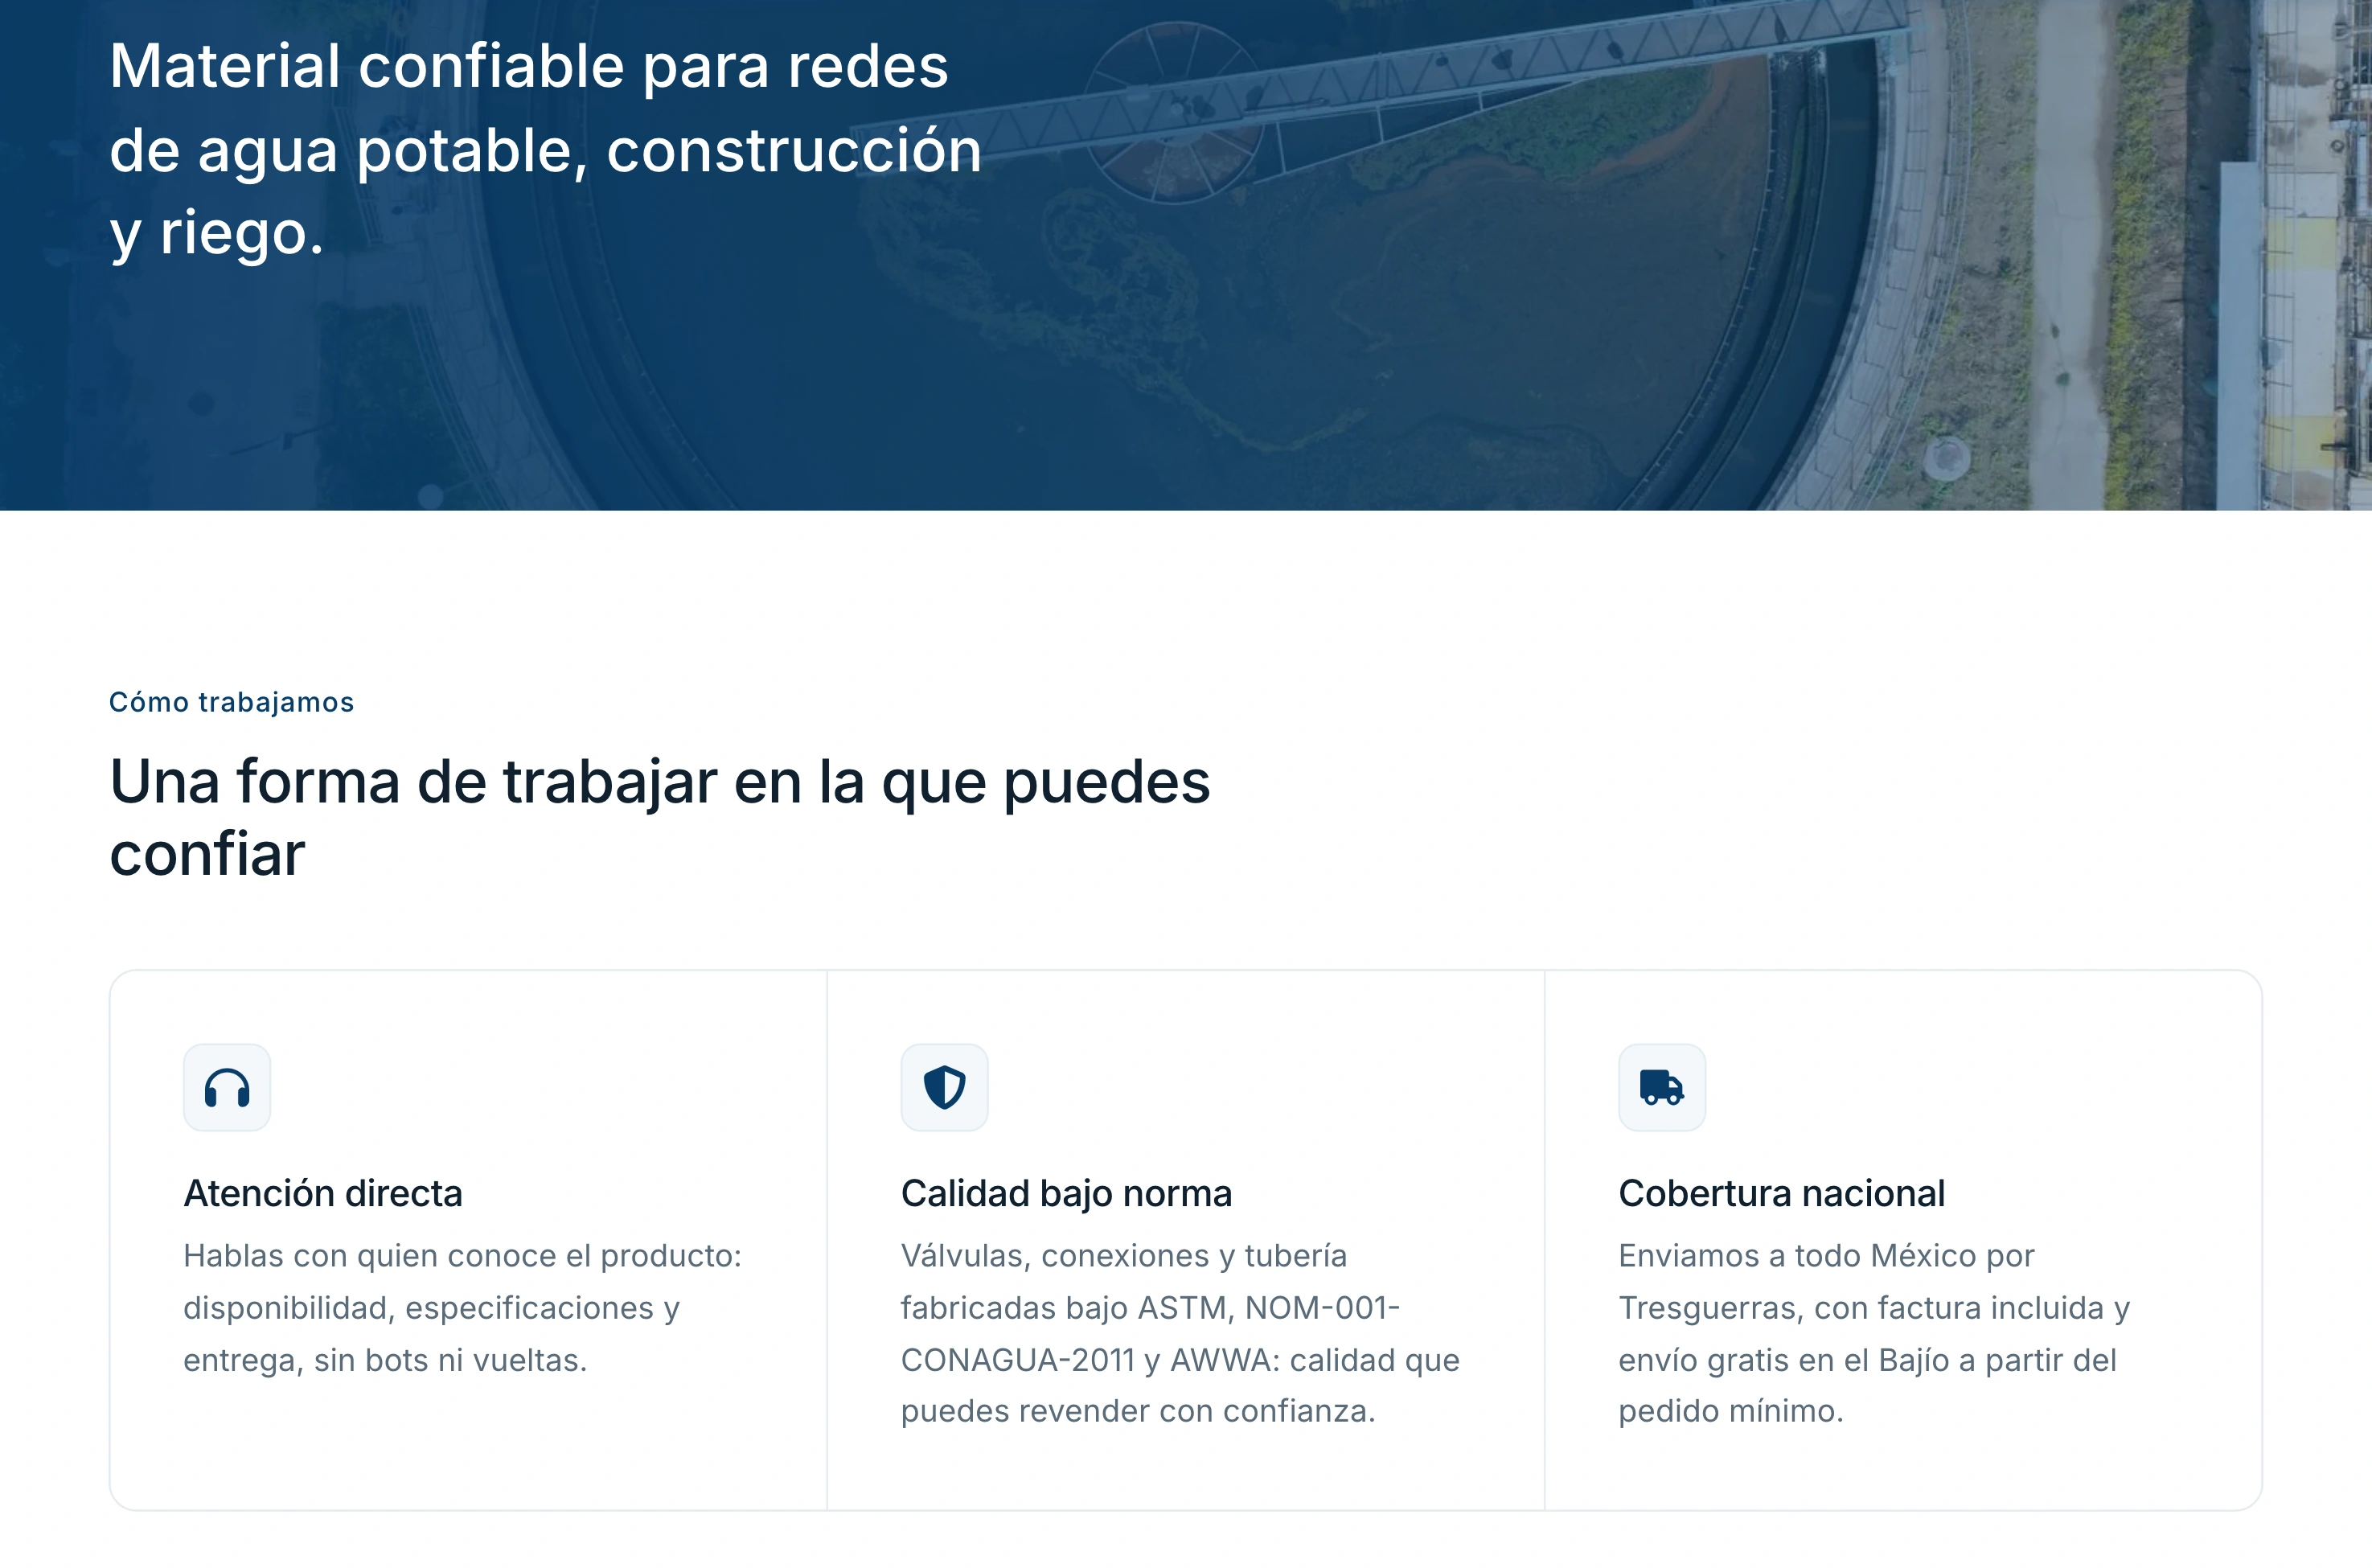 Material confiable para redes
de agua potable, construcción
y riego.
Cómo trabajamos
Una forma de trabajar en la que puedes
confiar
Atención directa
Hablas con quien conoce el producto:
disponibilidad, especificaciones y
entrega, sin bots ni vueltas.
Calidad bajo norma
Válvulas, conexiones y tubería
fabricadas bajo ASTM, NOM-001-
CONAGUA-2011 y AWWA: calidad que
puedes revender con confianza.
Cobertura nacional
Enviamos a todo México por
Tresguerras, con factura incluida y
envío gratis en el Bajío a partir del
pedido mínimo.